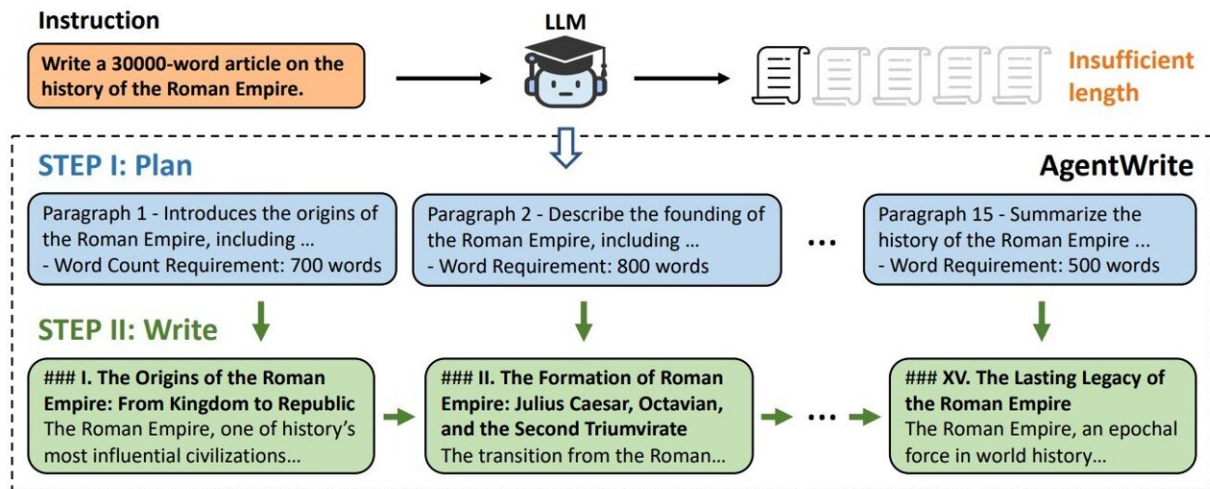 Instruction
LLM
Write a 30000-word article on the
history of the Roman Empire.
Insufficient
length
STEP I: Plan
AgentWrite
Paragraph 1 - Introduces the origins of
the Roman Empire, including ...
- Word Count Requirement: 700 words
Paragraph 2 - Describe the founding of
the Roman Empire, including ...
- Word Requirement: 800 words
...
Paragraph 15 - Summarize the
history of the Roman Empire ...
- Word Requirement: 500 words
STEP II: Write
### I. The Origins of the Roman
Empire: From Kingdom to Republic
The Roman Empire, one of history's
most influential civilizations...
### II. The Formation of Roman
Empire: Julius Caesar, Octavian,
and the Second Triumvirate
The transition from the Roman...
...
### XV. The Lasting Legacy of
the Roman Empire
The Roman Empire, an epochal
force in world history...